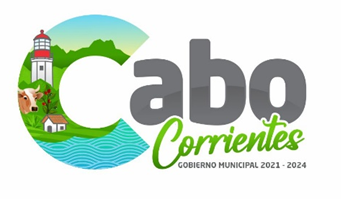 Cabo
Corrientes
GOBIERNO MUNICIPAL 2021 - 2024